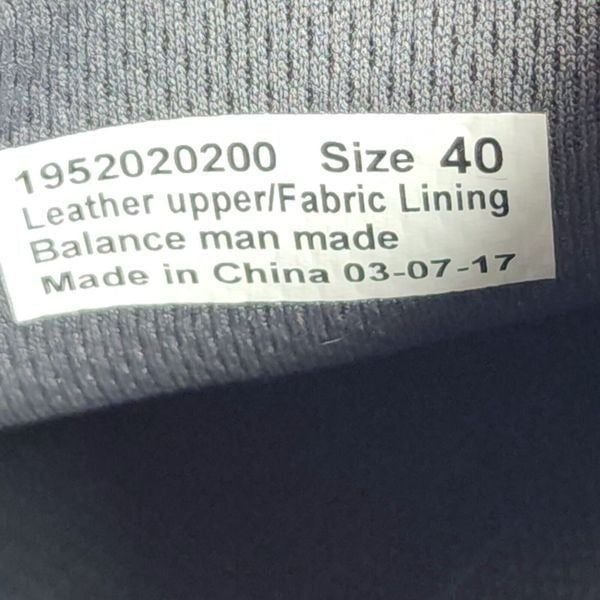 1952020200 Size 40
Leather upper/Fabric Lining
Balance man made
Made in China 03-07-17